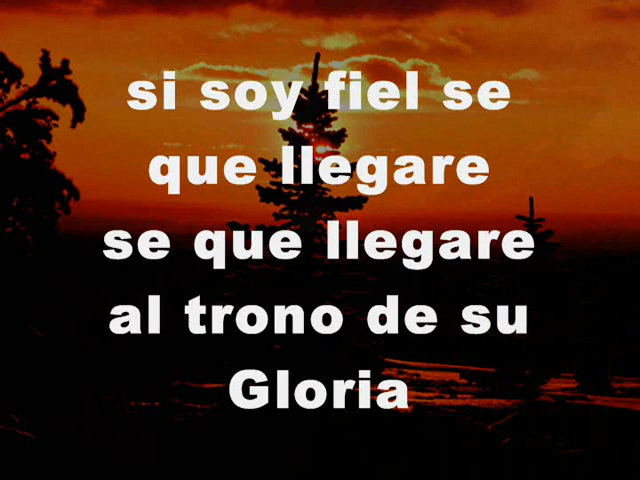 si soy fiel se
que llegare
se que llegare
al trono de su
Gloria